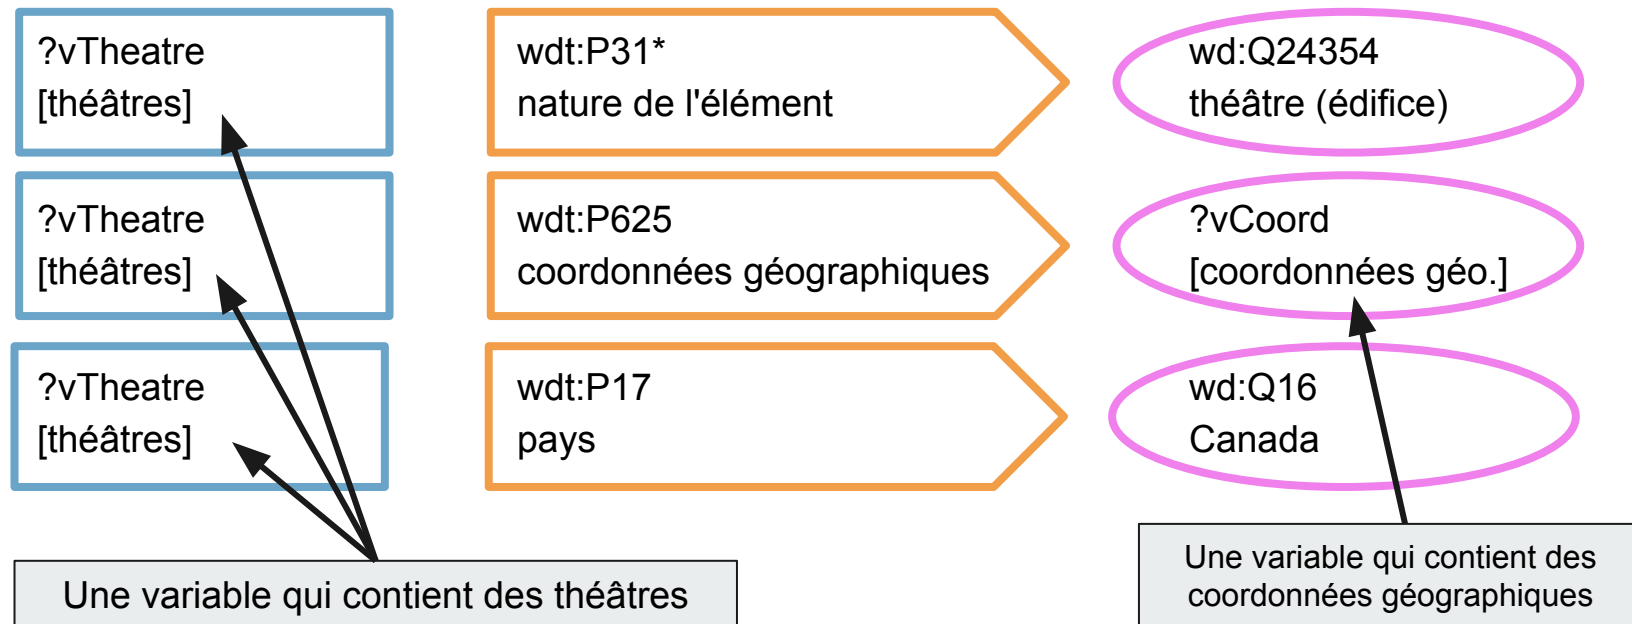 ?vTheatre
[théâtres]
wdt:P31*
nature de l'élément
wd:Q24354
théâtre (édifice)
?vTheatre
[théâtres]
wdt:P625
coordonnées géographiques
?vCoord
[coordonnées géo.]
?vTheatre
[théâtres]
wdt:P17
pays
wd:Q16
Canada
Une variable qui contient des théâtres
Une variable qui contient des
coordonnées géographiques